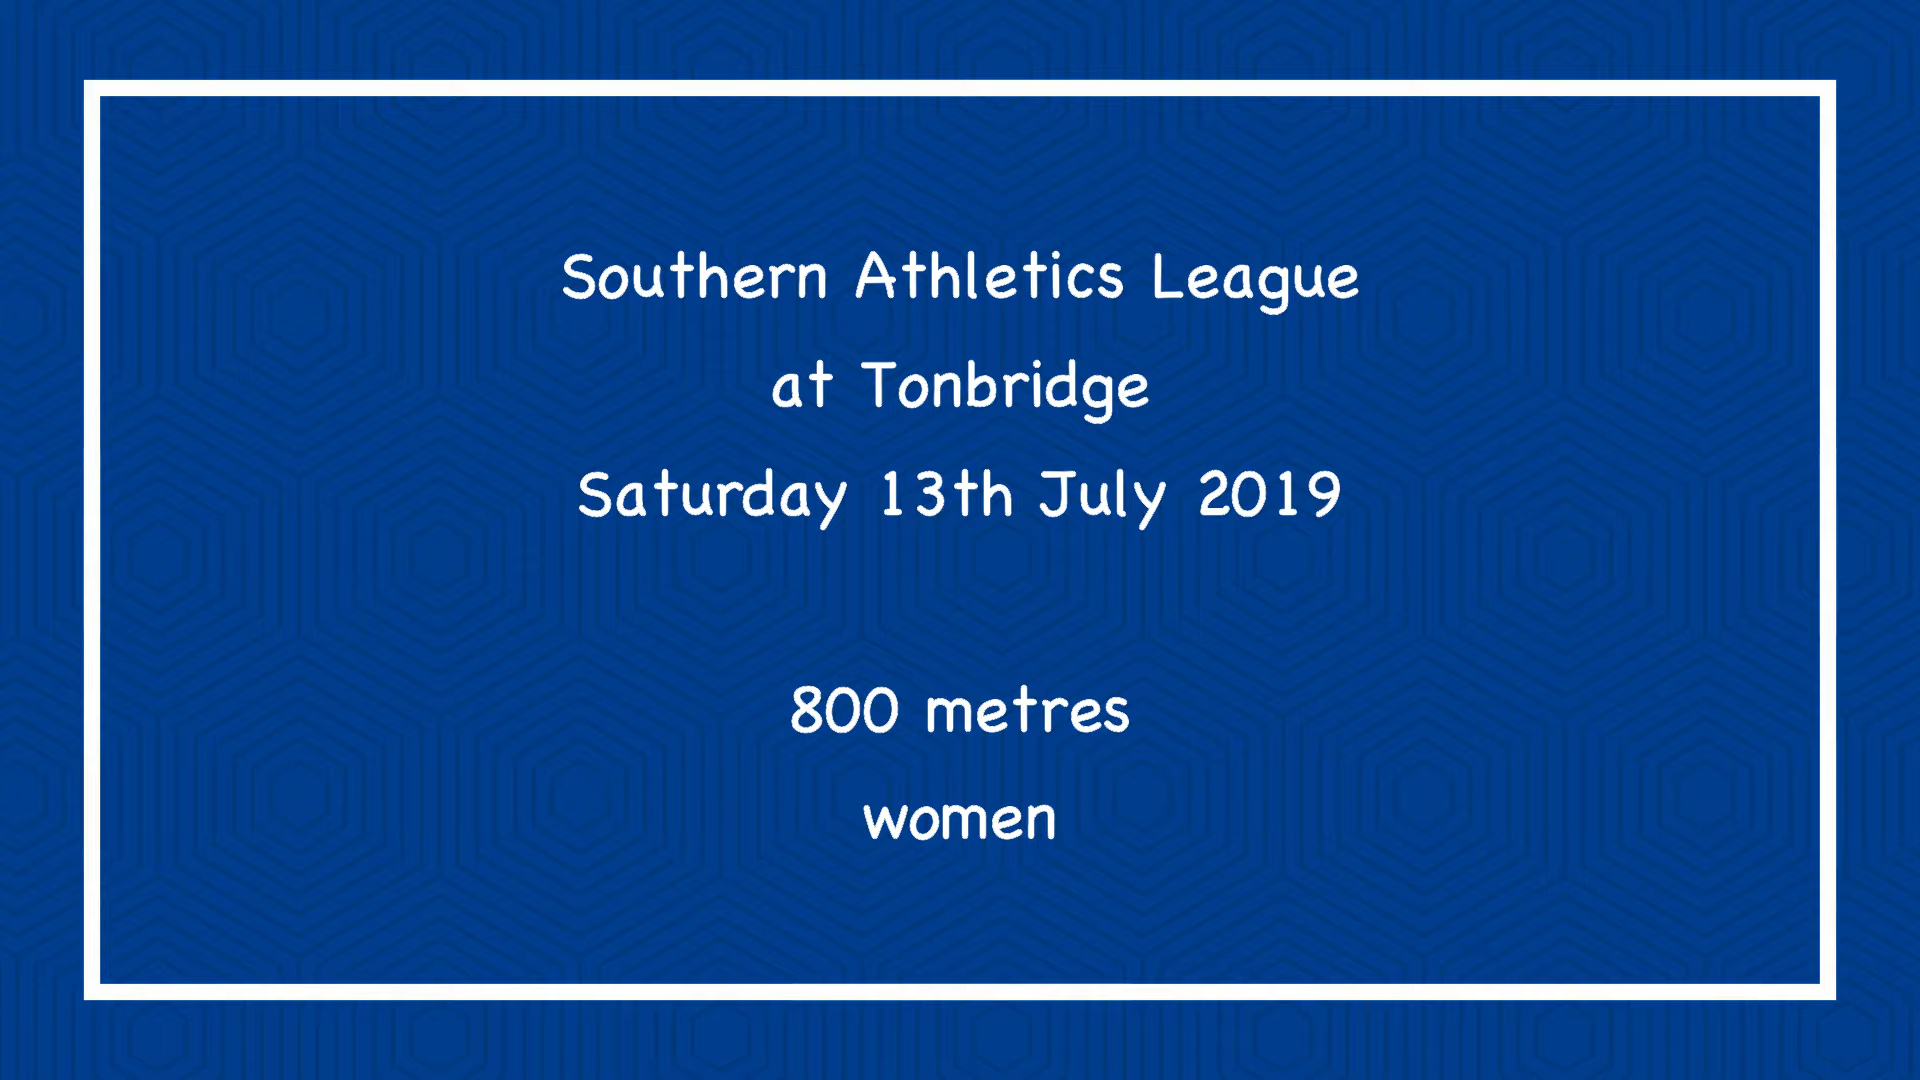 Southern Athletics League
at Tonbridge
Saturday 13th July 2019
800 metres
women